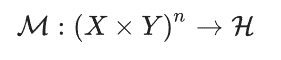 ℳ : (X × Y)ⁿ → ℋ